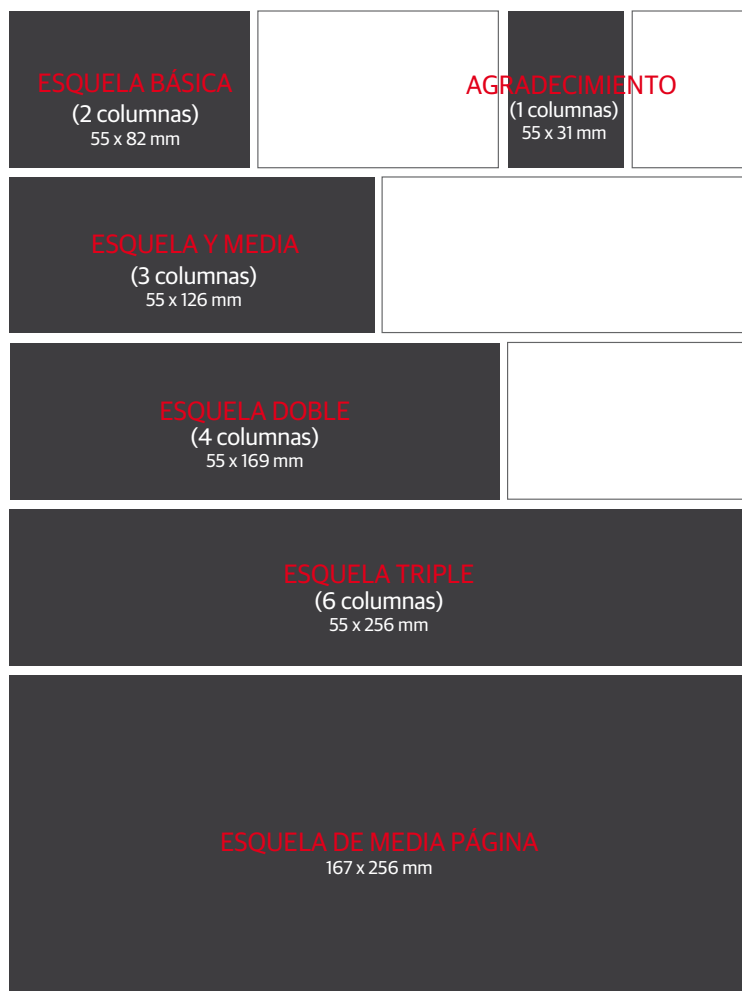 ESQUELA BÁSICA
(2 columnas)
55 x 82 mm
AGRADECIMIENTO
(1 columnas)
55 x 31 mm
ESQUELA Y MEDIA
(3 columnas)
55 x 126 mm
ESQUELA DOBLE
(4 columnas)
55 x 169 mm
ESQUELA TRIPLE
(6 columnas)
55 x 256 mm
ESQUELA DE MEDIA PÁGINA
167 x 256 mm